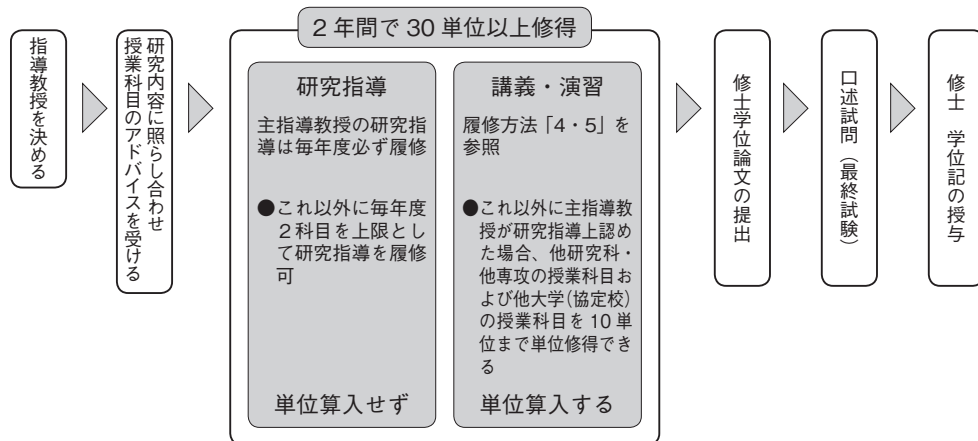 指導教授を決める
研究内容に照らし合わせ
授業科目のアドバイスを受ける
2年間で30単位以上修得
研究指導
主指導教授の研究指
導は毎年度必ず履修
●これ以外に毎年度
2科目を上限とし
て研究指導を履修
可
単位算入せず
講義・演習
履修方法「4・5」を
参照
●これ以外に主指導教
授が研究指導上認め
た場合、他研究科・
他専攻の授業科目お
よび他大学(協定校)
の授業科目を10単
位まで単位修得でき
る
単位算入する
修士学位論文の提出
口述試問（最終試験）
修士 学位記の授与